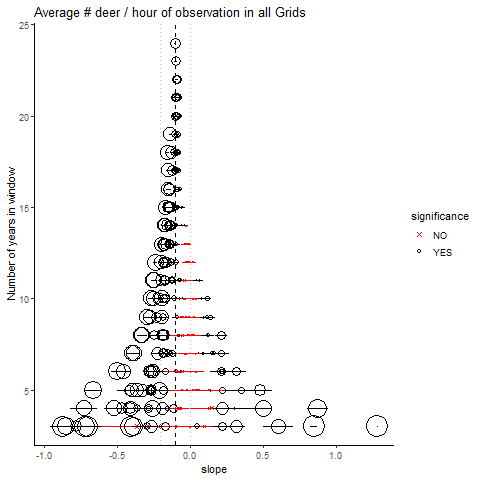 Average # deer / hour of observation in all Grids
Number of years in window
25
20
15
10
5
-1.0 -0.5 0.0 0.5 1.0
slope
significance
NO
YES